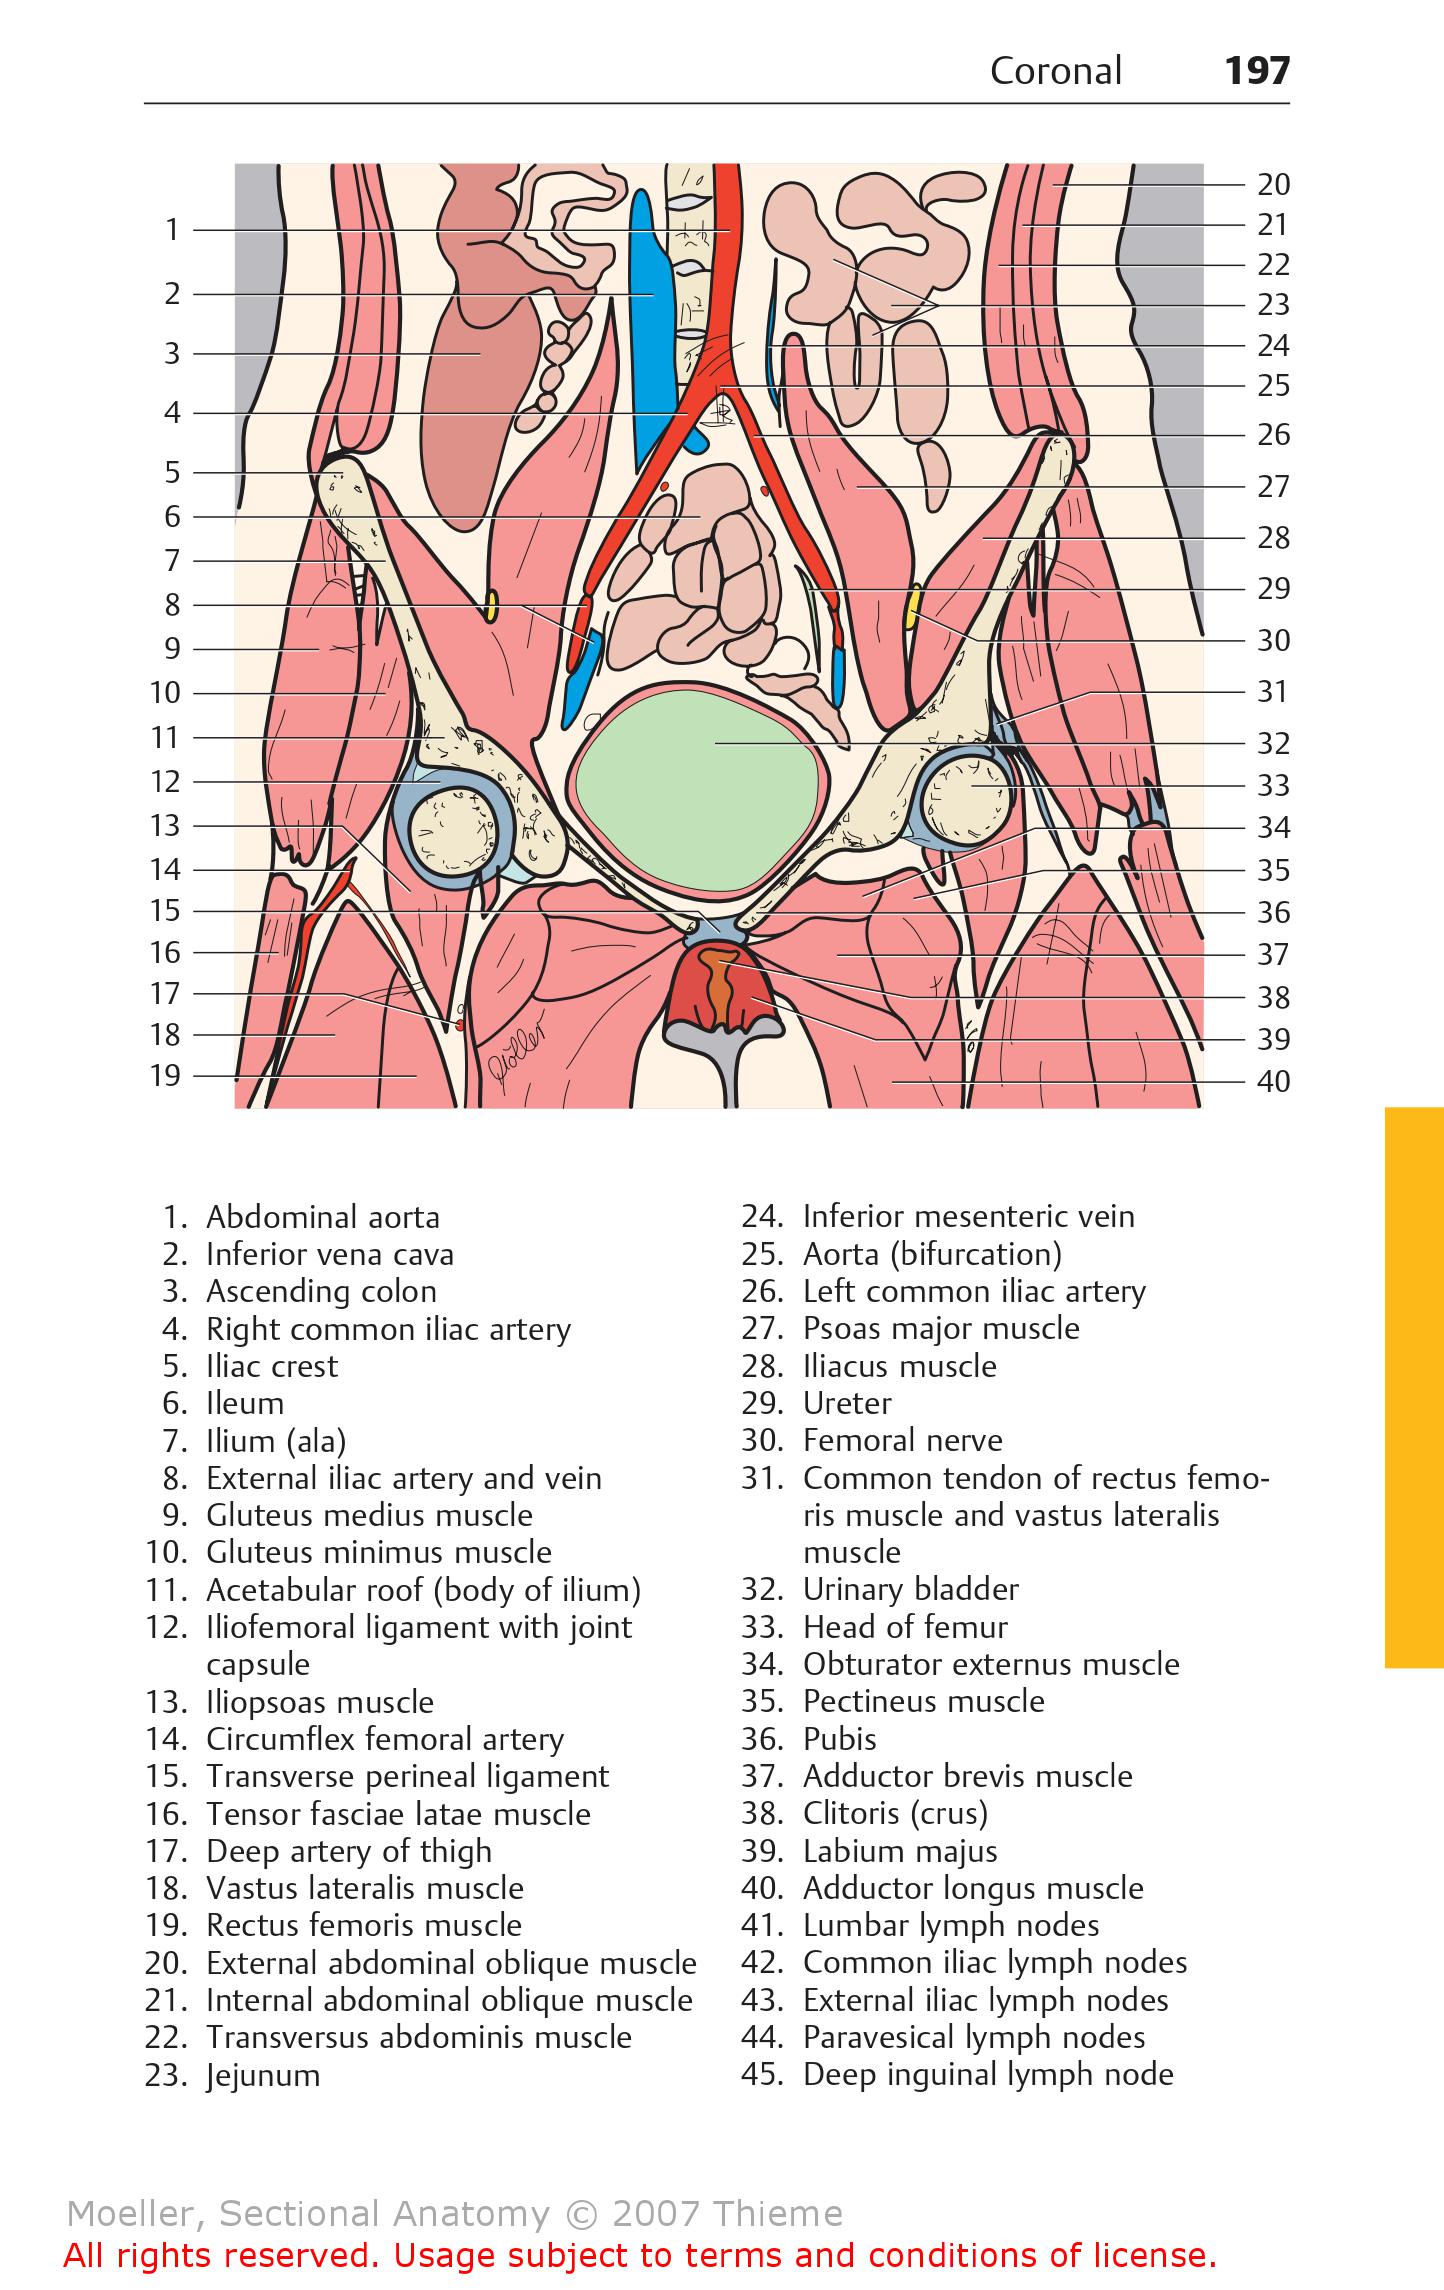 Coronal 197
1
2
3
4
5
6
7
8
9
10
11
12
13
14
15
16
17
18
19
20
21
22
23
24
25
26
27
28
29
30
31
32
33
34
35
36
37
38
39
40
1. Abdominal aorta
2. Inferior vena cava
3. Ascending colon
4. Right common iliac artery
5. Iliac crest
6. Ileum
7. Ilium (ala)
8. External iliac artery and vein
9. Gluteus medius muscle
10. Gluteus minimus muscle
11. Acetabular roof (body of ilium)
12. Iliofemoral ligament with joint
capsule
13. Iliopsoas muscle
14. Circumflex femoral artery
15. Transverse perineal ligament
16. Tensor fasciae latae muscle
17. Deep artery of thigh
18. Vastus lateralis muscle
19. Rectus femoris muscle
20. External abdominal oblique muscle
21. Internal abdominal oblique muscle
22. Transversus abdominis muscle
23. Jejunum
24. Inferior mesenteric vein
25. Aorta (bifurcation)
26. Left common iliac artery
27. Psoas major muscle
28. Iliacus muscle
29. Ureter
30. Femoral nerve
31. Common tendon of rectus femo-
ris muscle and vastus lateralis
muscle
32. Urinary bladder
33. Head of femur
34. Obturator externus muscle
35. Pectineus muscle
36. Pubis
37. Adductor brevis muscle
38. Clitoris (crus)
39. Labium majus
40. Adductor longus muscle
41. Lumbar lymph nodes
42. Common iliac lymph nodes
43. External iliac lymph nodes
44. Paravesical lymph nodes
45. Deep inguinal lymph node
Moeller, Sectional Anatomy © 2007 Thieme
All rights reserved. Usage subject to terms and conditions of license.